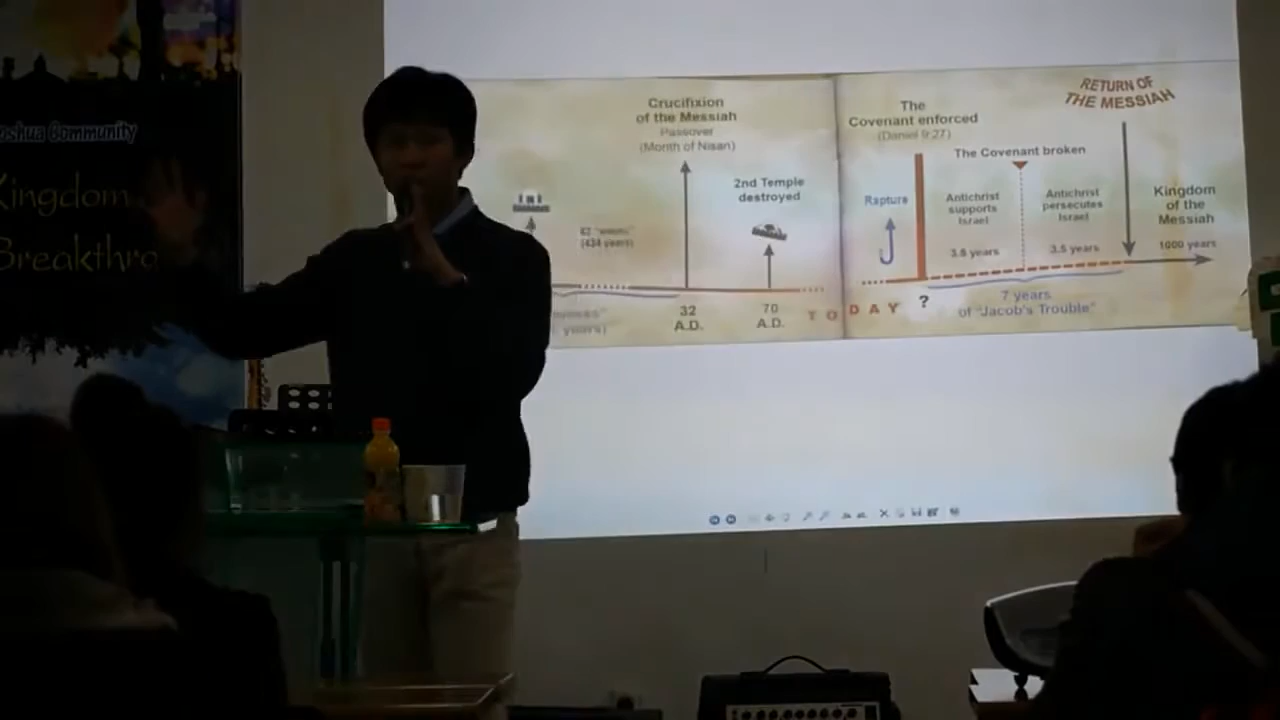 oshua Community
Kingdom
Breakthro
Crucifixion
of the Messiah
Passover
(Month of Nisan)
2nd Temple
destroyed
(434 years)
years)
32
A.D.
70
A.D.
TODAY
The
Covenant enforced
(Daniel 9:27)
The Covenant broken
Rapture
Antichrist
supports
Israel
3.5 years
Antichrist
persecutes
Israel
3.5 years
?
7 years
of "Jacob's Trouble"
RETURN OF
THE MESSIAH
Kingdom
of the
Messiah
1000 years